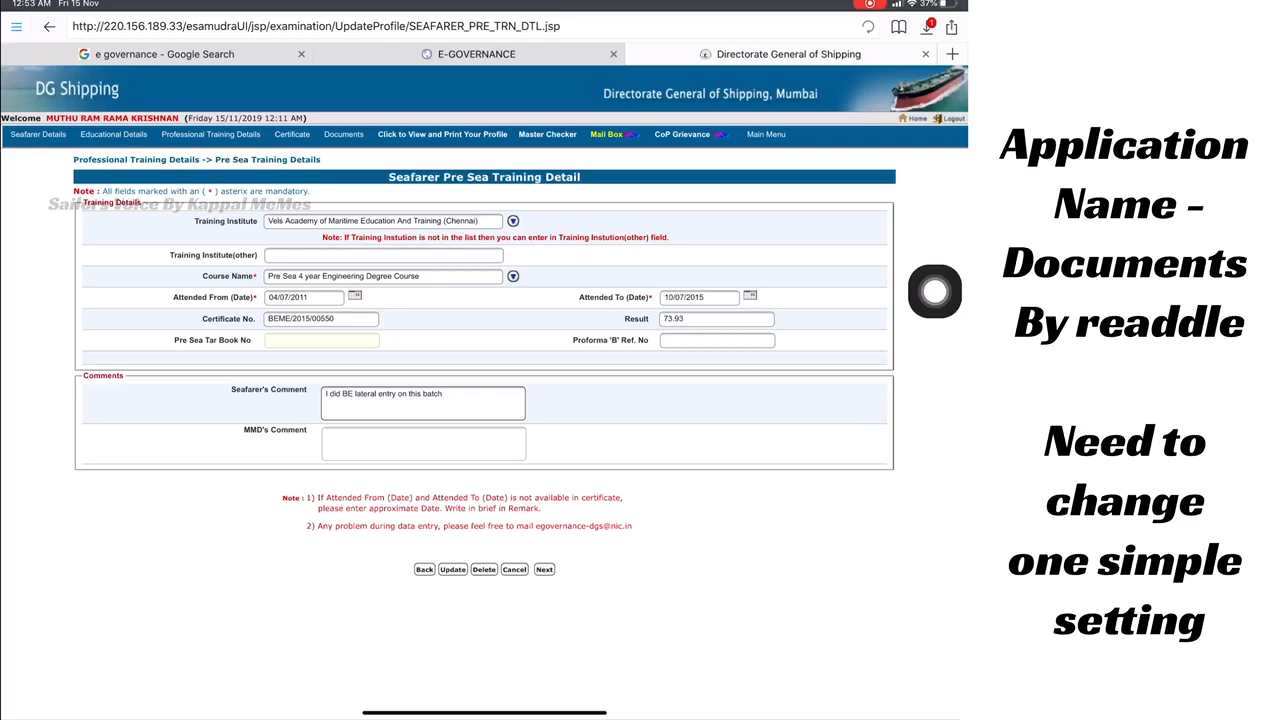 12:53 AM Fri 15 Nov 37%
http://220.156.189.33/esamudraUI/jsp/examination/UpdateProfile/SEAFARER_PRE_TRN_DTL.jsp 1
e governance - Google Search E-GOVERNANCE Directorate General of Shipping
DG Shipping
Directorate General of Shipping, Mumbai
Welcome MUTHU RAM RAMA KRISHNAN (Friday 15/11/2019 12:11 AM) Home Logout
Seafarer Details Educational Details Professional Training Details Certificate Documents Click to View and Print Your Profile Master Checker Mail Box CoP Grievance Main Menu
Professional Training Details -> Pre Sea Training Details
Seafarer Pre Sea Training Detail
Note : All fields marked with an ( * ) asterix are mandatory.
Sailor's Voice By Kappal MeMes
Training Details
Training Institute Vels Academy of Maritime Education And Training (Chennai)
Note: If Training Instution is not in the list then you can enter in Training Instution(other) field.
Training Institute(other)
Course Name* Pre Sea 4 year Engineering Degree Course
Attended From (Date)* 04/07/2011 Attended To (Date)* 10/07/2015
Certificate No. BEME/2015/00550 Result 73.93
Pre Sea Tar Book No Proforma 'B' Ref. No
Comments
Seafarer's Comment I did BE lateral entry on this batch
MMD's Comment
Note : 1) If Attended From (Date) and Attended To (Date) is not available in certificate,
please enter approximate Date. Write in brief in Remark.
2) Any problem during data entry, please feel free to mail egovernance-dgs@nic.in
Back Update Delete Cancel Next
Application
Name -
Documents
By readdle
Need to
change
one simple
setting